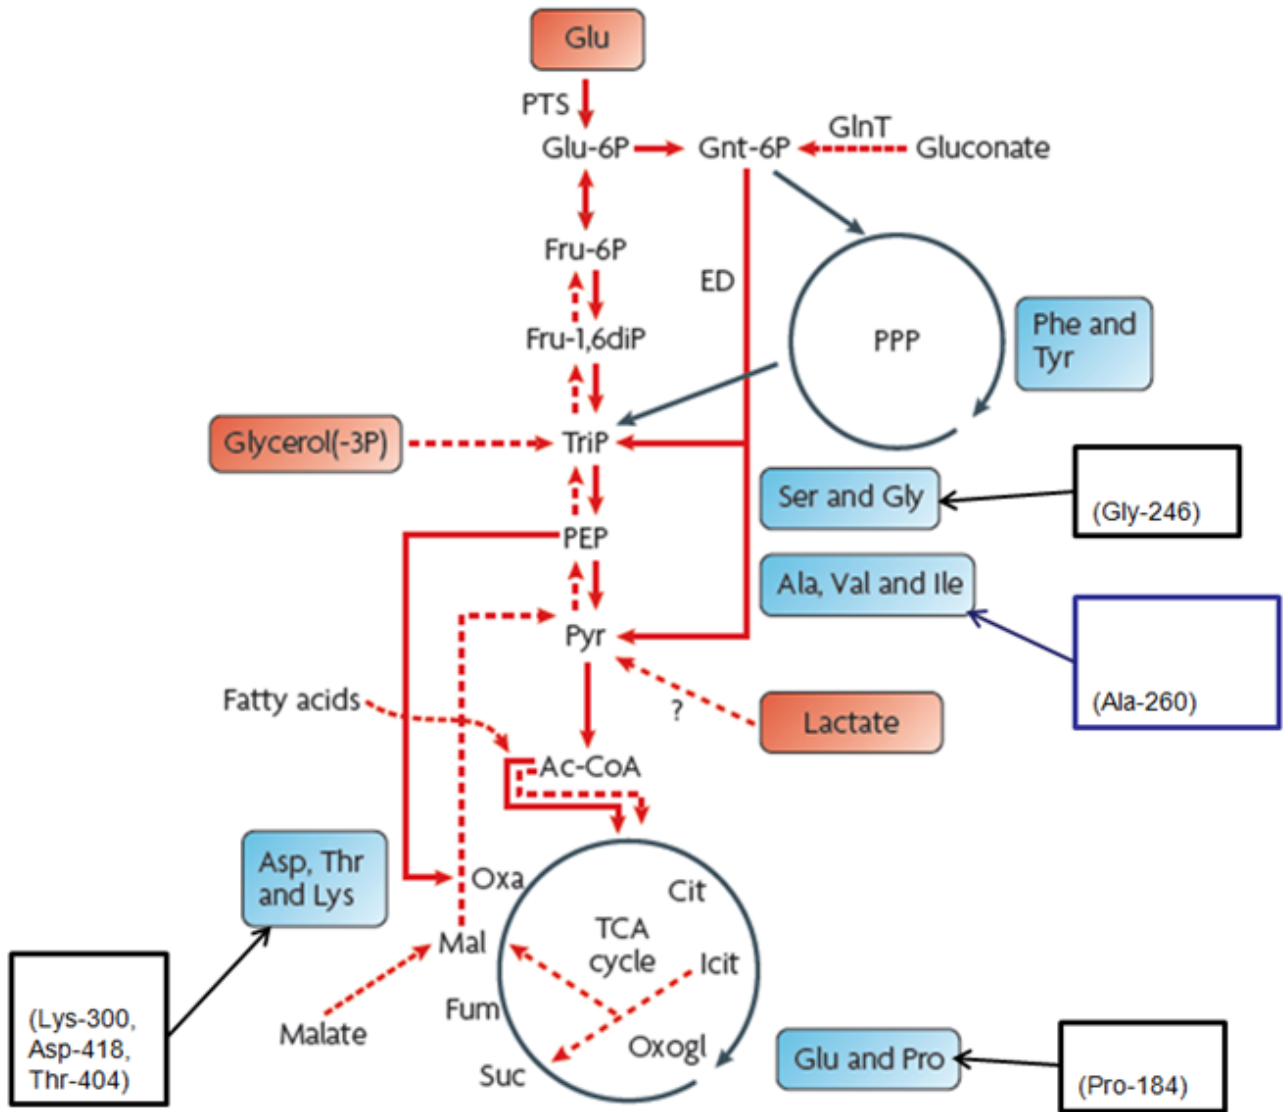 Glu
PTS
Glu-6P
Gnt-6P
GlnT
Gluconate
Fru-6P
ED
Fru-1,6diP
PPP
Phe and
Tyr
Glycerol(-3P)
TriP
Ser and Gly
(Gly-246)
PEP
Ala, Val and Ile
Pyr
(Ala-260)
Fatty acids
?
Lactate
Ac-CoA
Asp, Thr
and Lys
Oxa
Cit
TCA
cycle
Mal
Icit
(Lys-300,
Asp-418,
Thr-404)
Malate
Fum
Oxogl
Suc
Glu and Pro
(Pro-184)